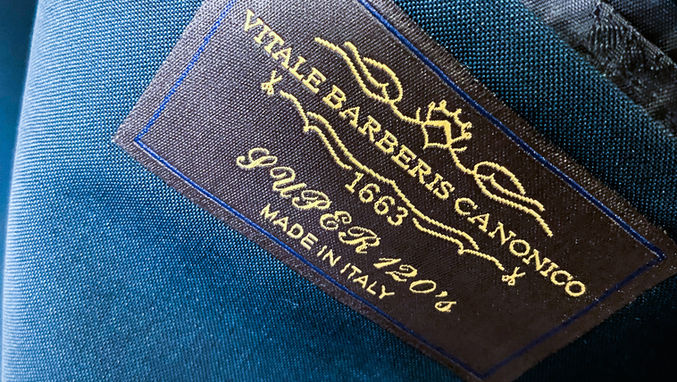 VITALE BARBERIS CANONICO
1663
SUPER 120's
MADE IN ITALY